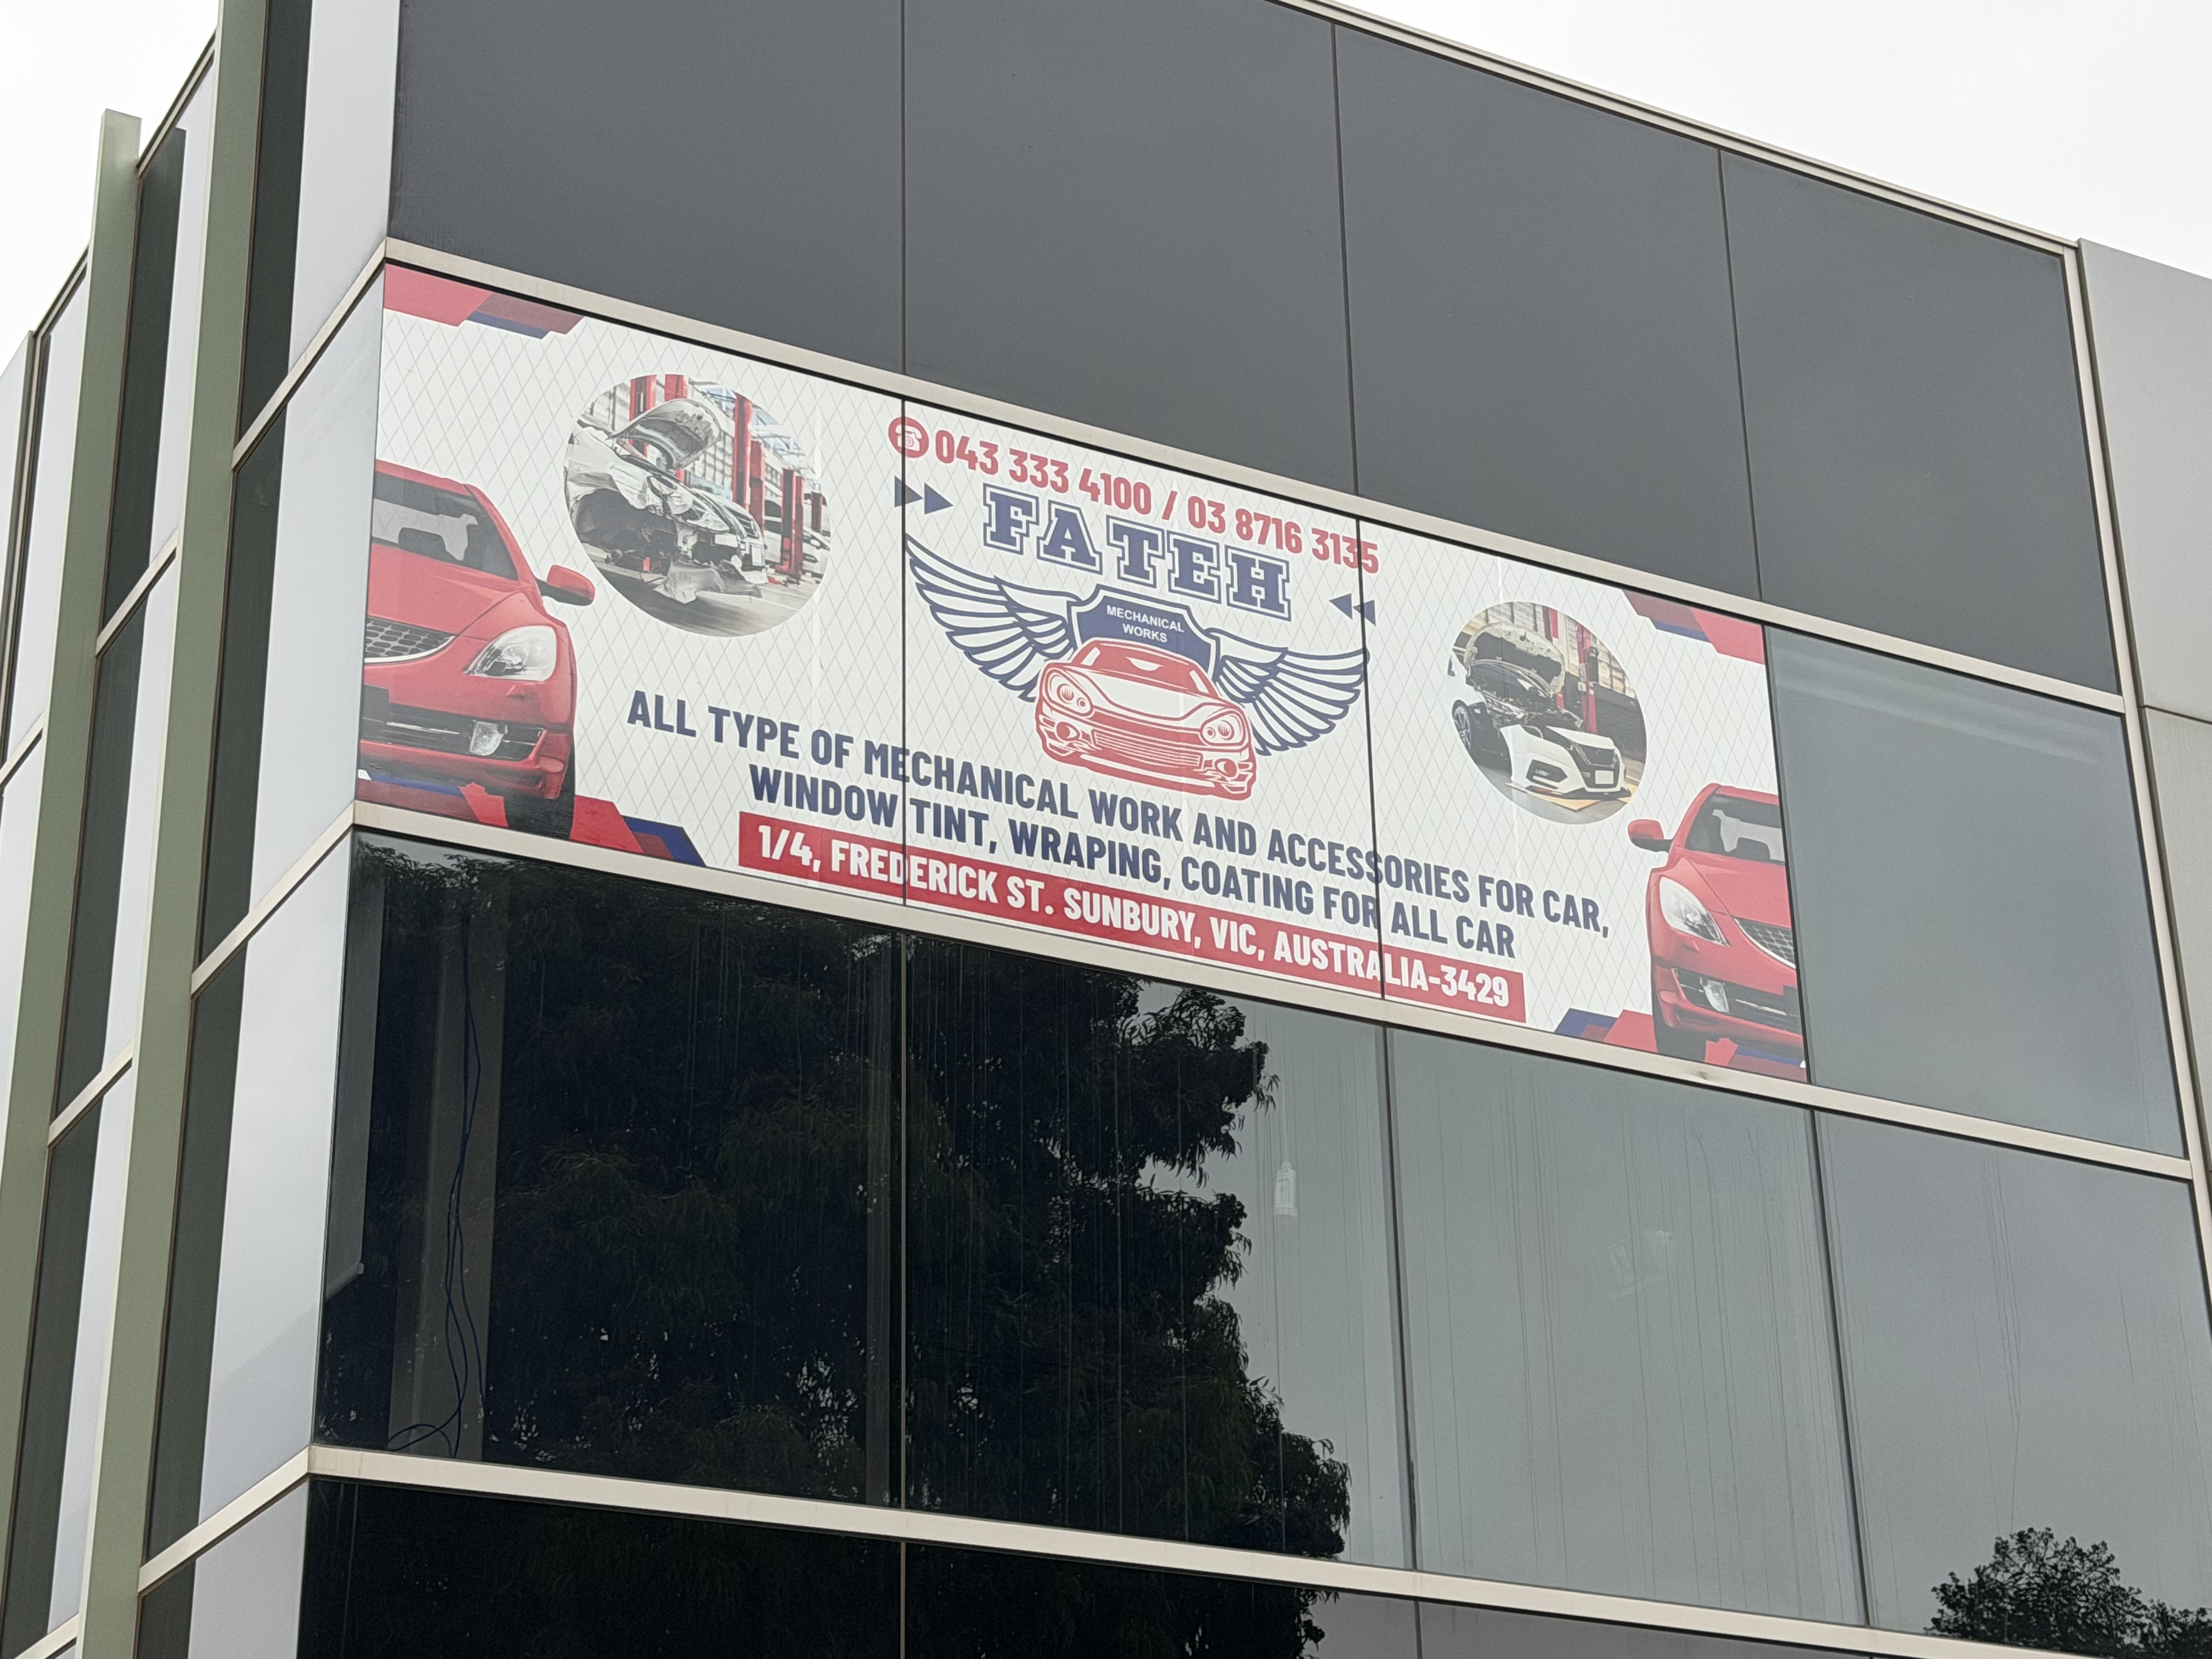 043 333 4100 / 03 8716 3135
FATEH
MECHANICAL
WORKS
ALL TYPE OF MECHANICAL WORK AND ACCESSORIES FOR CAR,
WINDOW TINT, WRAPING, COATING FOR ALL CAR
1/4, FREDERICK ST. SUNBURY, VIC, AUSTRALIA-3429